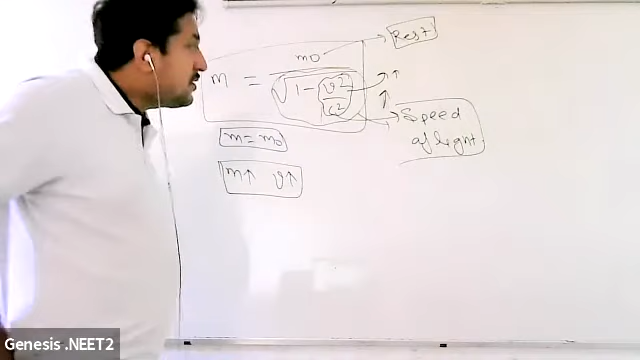 Rest
m = m0 / √1 - v²/c²
Speed
of light
m = m0
m↑ v↑
Genesis .NEET2